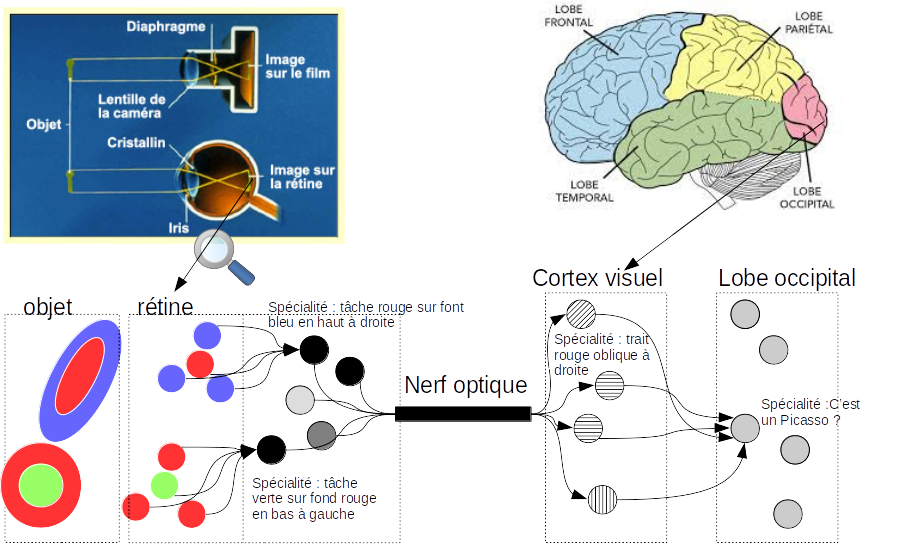 Diaphragme
Image
sur le film
Lentille de
la caméra
Objet
Cristallin
Image sur
la rétine
Iris
LOBE
FRONTAL
LOBE
PARIÉTAL
LOBE
TEMPORAL
LOBE
OCCIPITAL
objet
rétine
Spécialité : tâche rouge sur font
bleu en haut à droite
Spécialité : tâche
verte sur fond rouge
en bas à gauche
Nerf optique
Cortex visuel
Spécialité : trait
rouge oblique à
droite
Lobe occipital
Spécialité :C'est
un Picasso ?